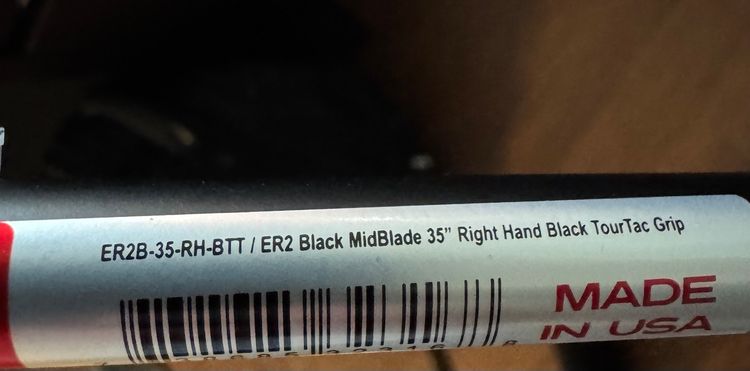 ER2B-35-RH-BTT / ER2 Black MidBlade 35” Right Hand Black TourTac Grip
MADE
IN USA